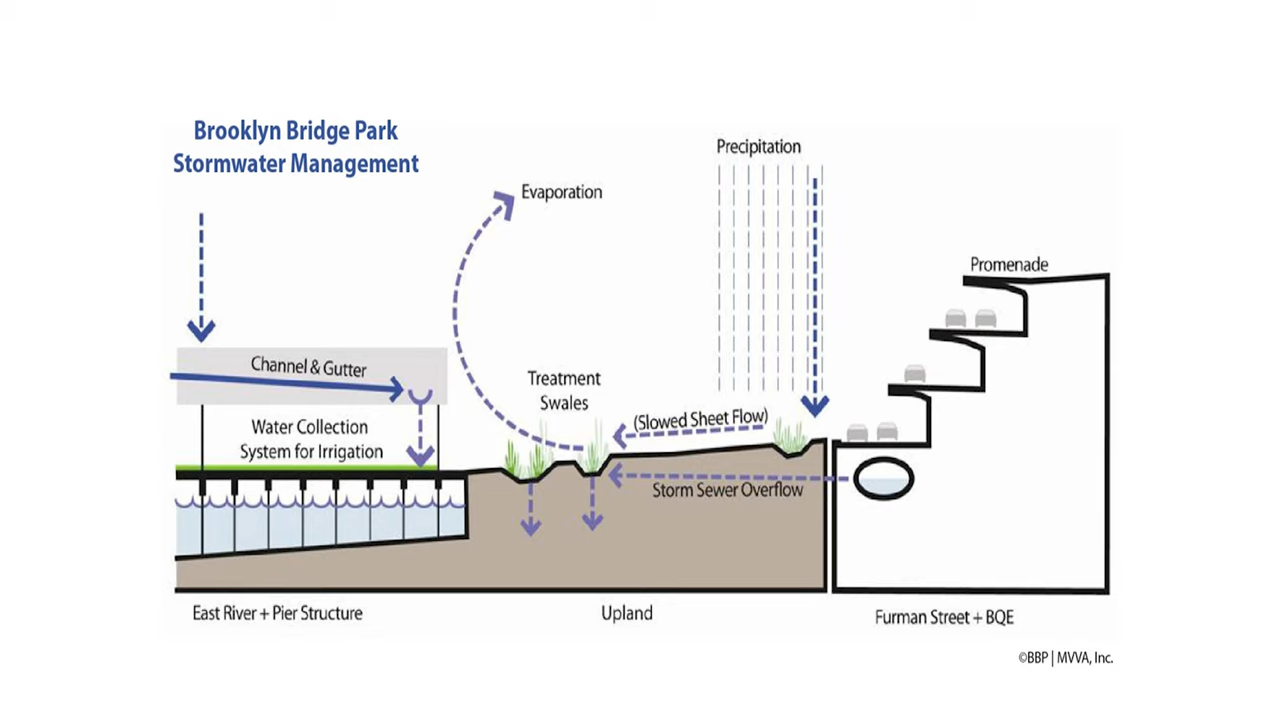 Brooklyn Bridge Park
Stormwater Management
Precipitation
Evaporation
Promenade
Channel & Gutter
Treatment
Swales
(Slowed Sheet Flow)
Water Collection
System for Irrigation
Storm Sewer Overflow
East River + Pier Structure
Upland
Furman Street + BQE
©BBP | MVVA, Inc.